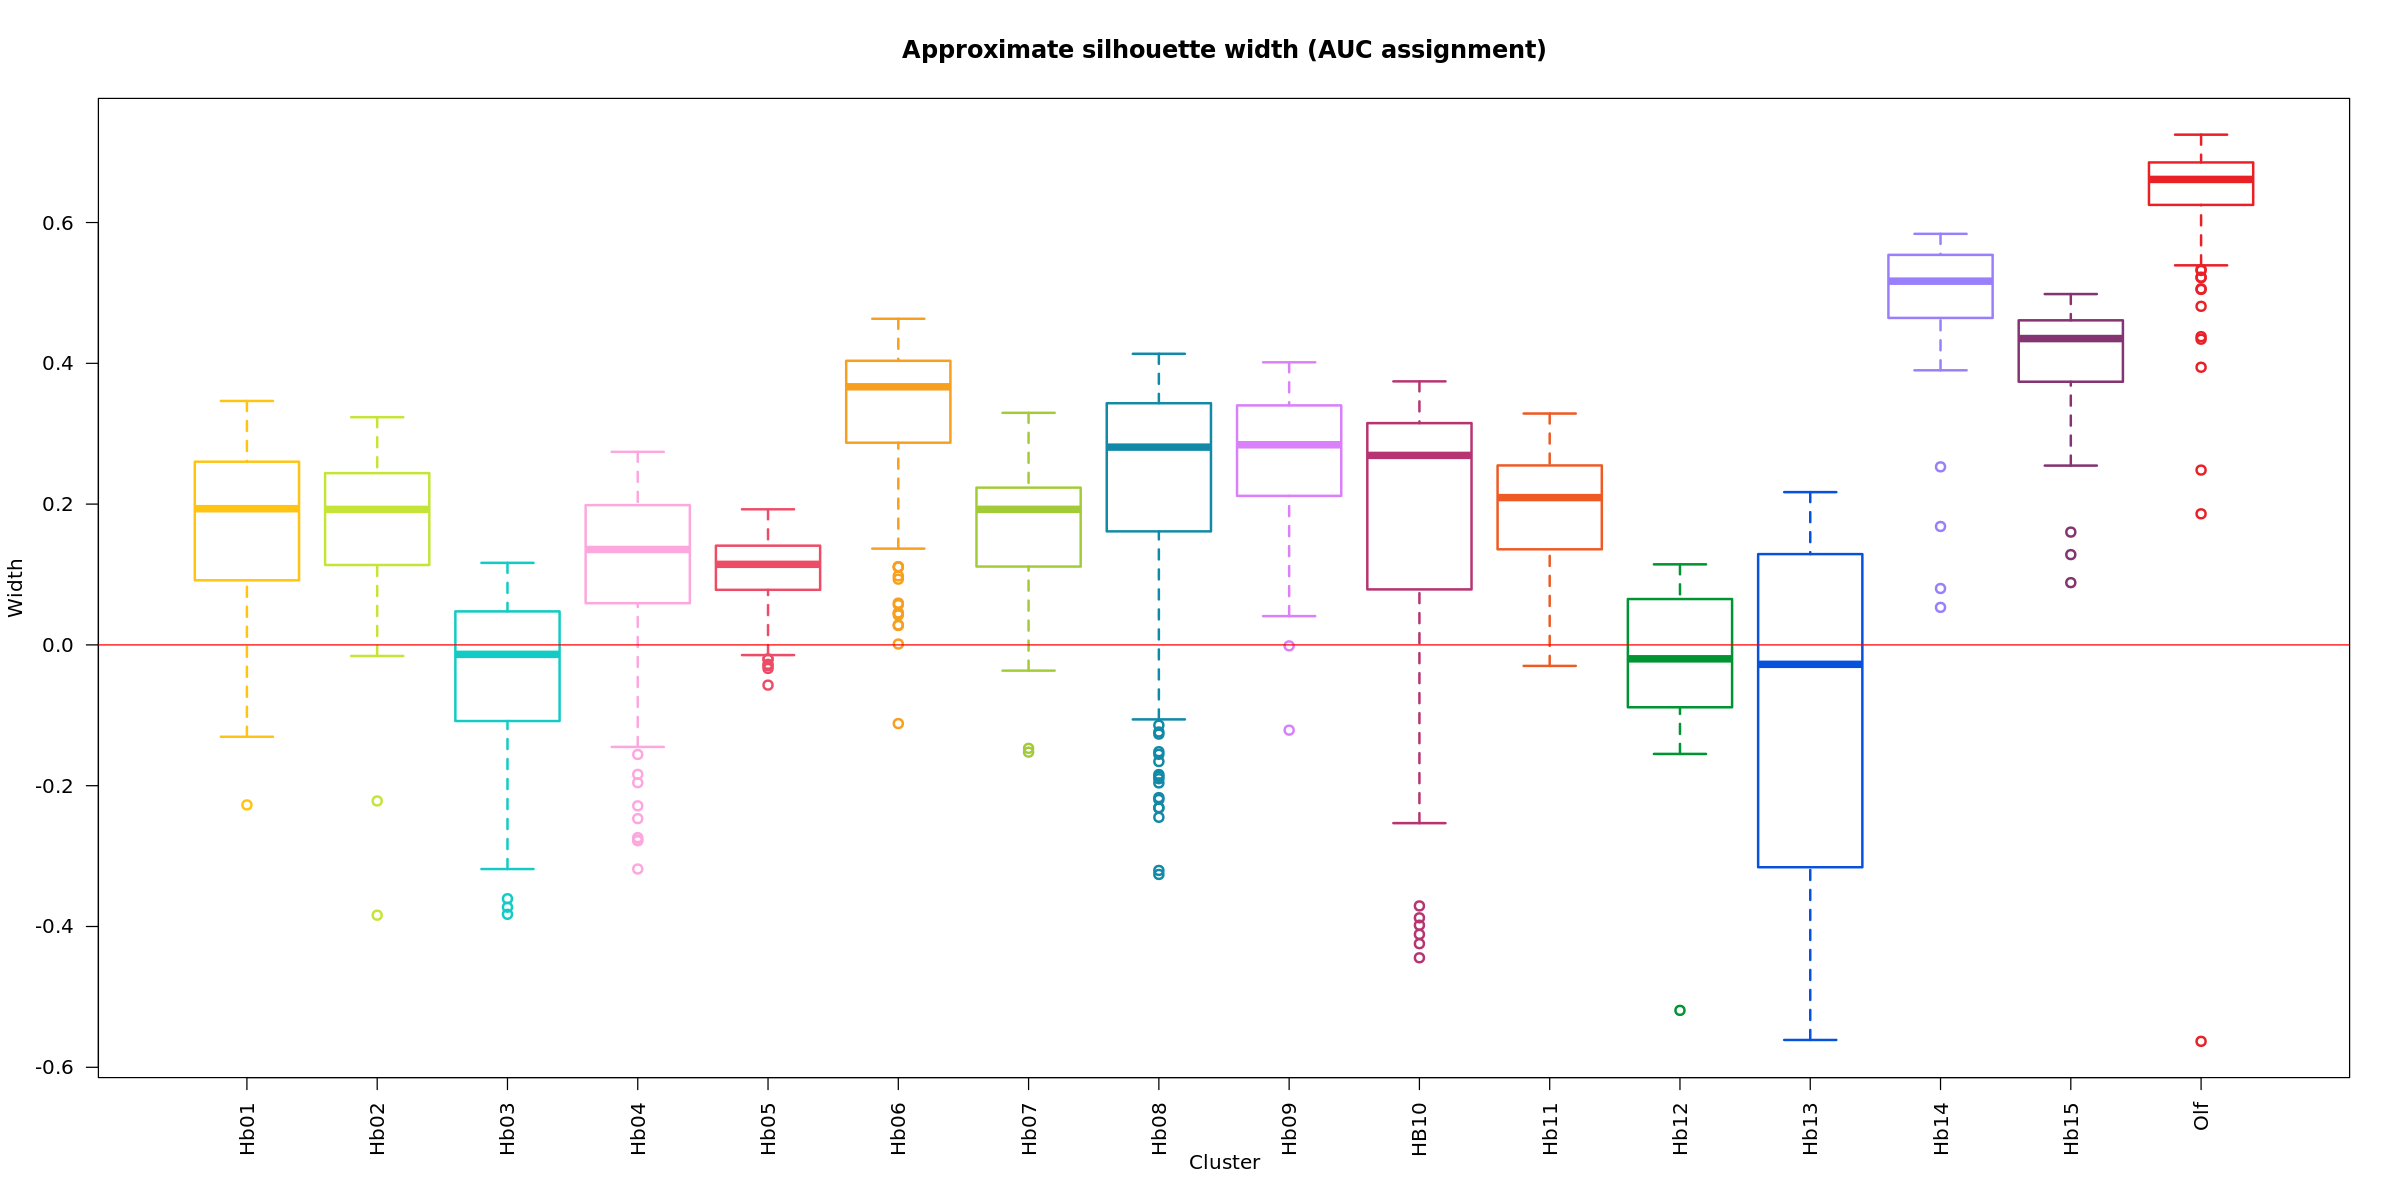 Approximate silhouette width (AUC assignment)
Width
0.6
0.4
0.2
0.0
-0.2
-0.4
-0.6
Hb01
Hb02
Hb03
Hb04
Hb05
Hb06
Hb07
Hb08
Hb09
HB10
Hb11
Hb12
Hb13
Hb14
Hb15
Olf
Cluster